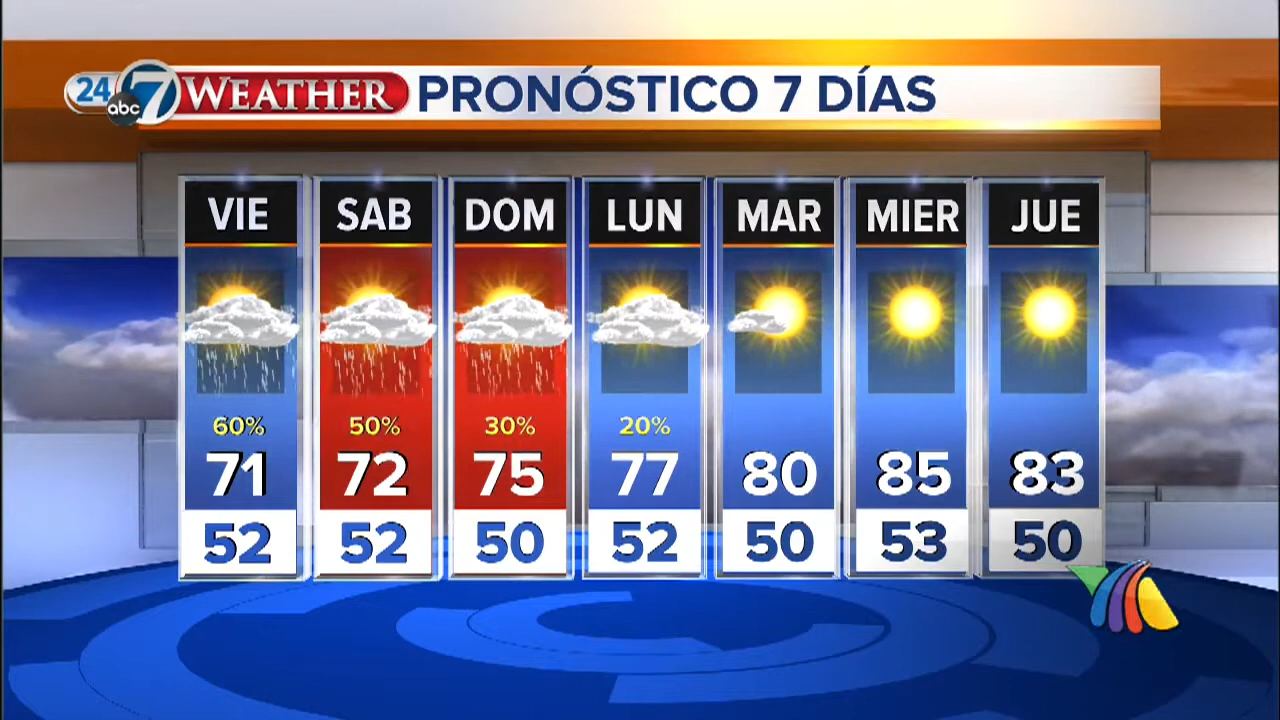 24 abc 7 WEATHER PRONÓSTICO 7 DÍAS
VIE SAB DOM LUN MAR MIER JUE
60% 50% 30% 20%
71 72 75 77 80 85 83
52 52 50 52 50 53 50